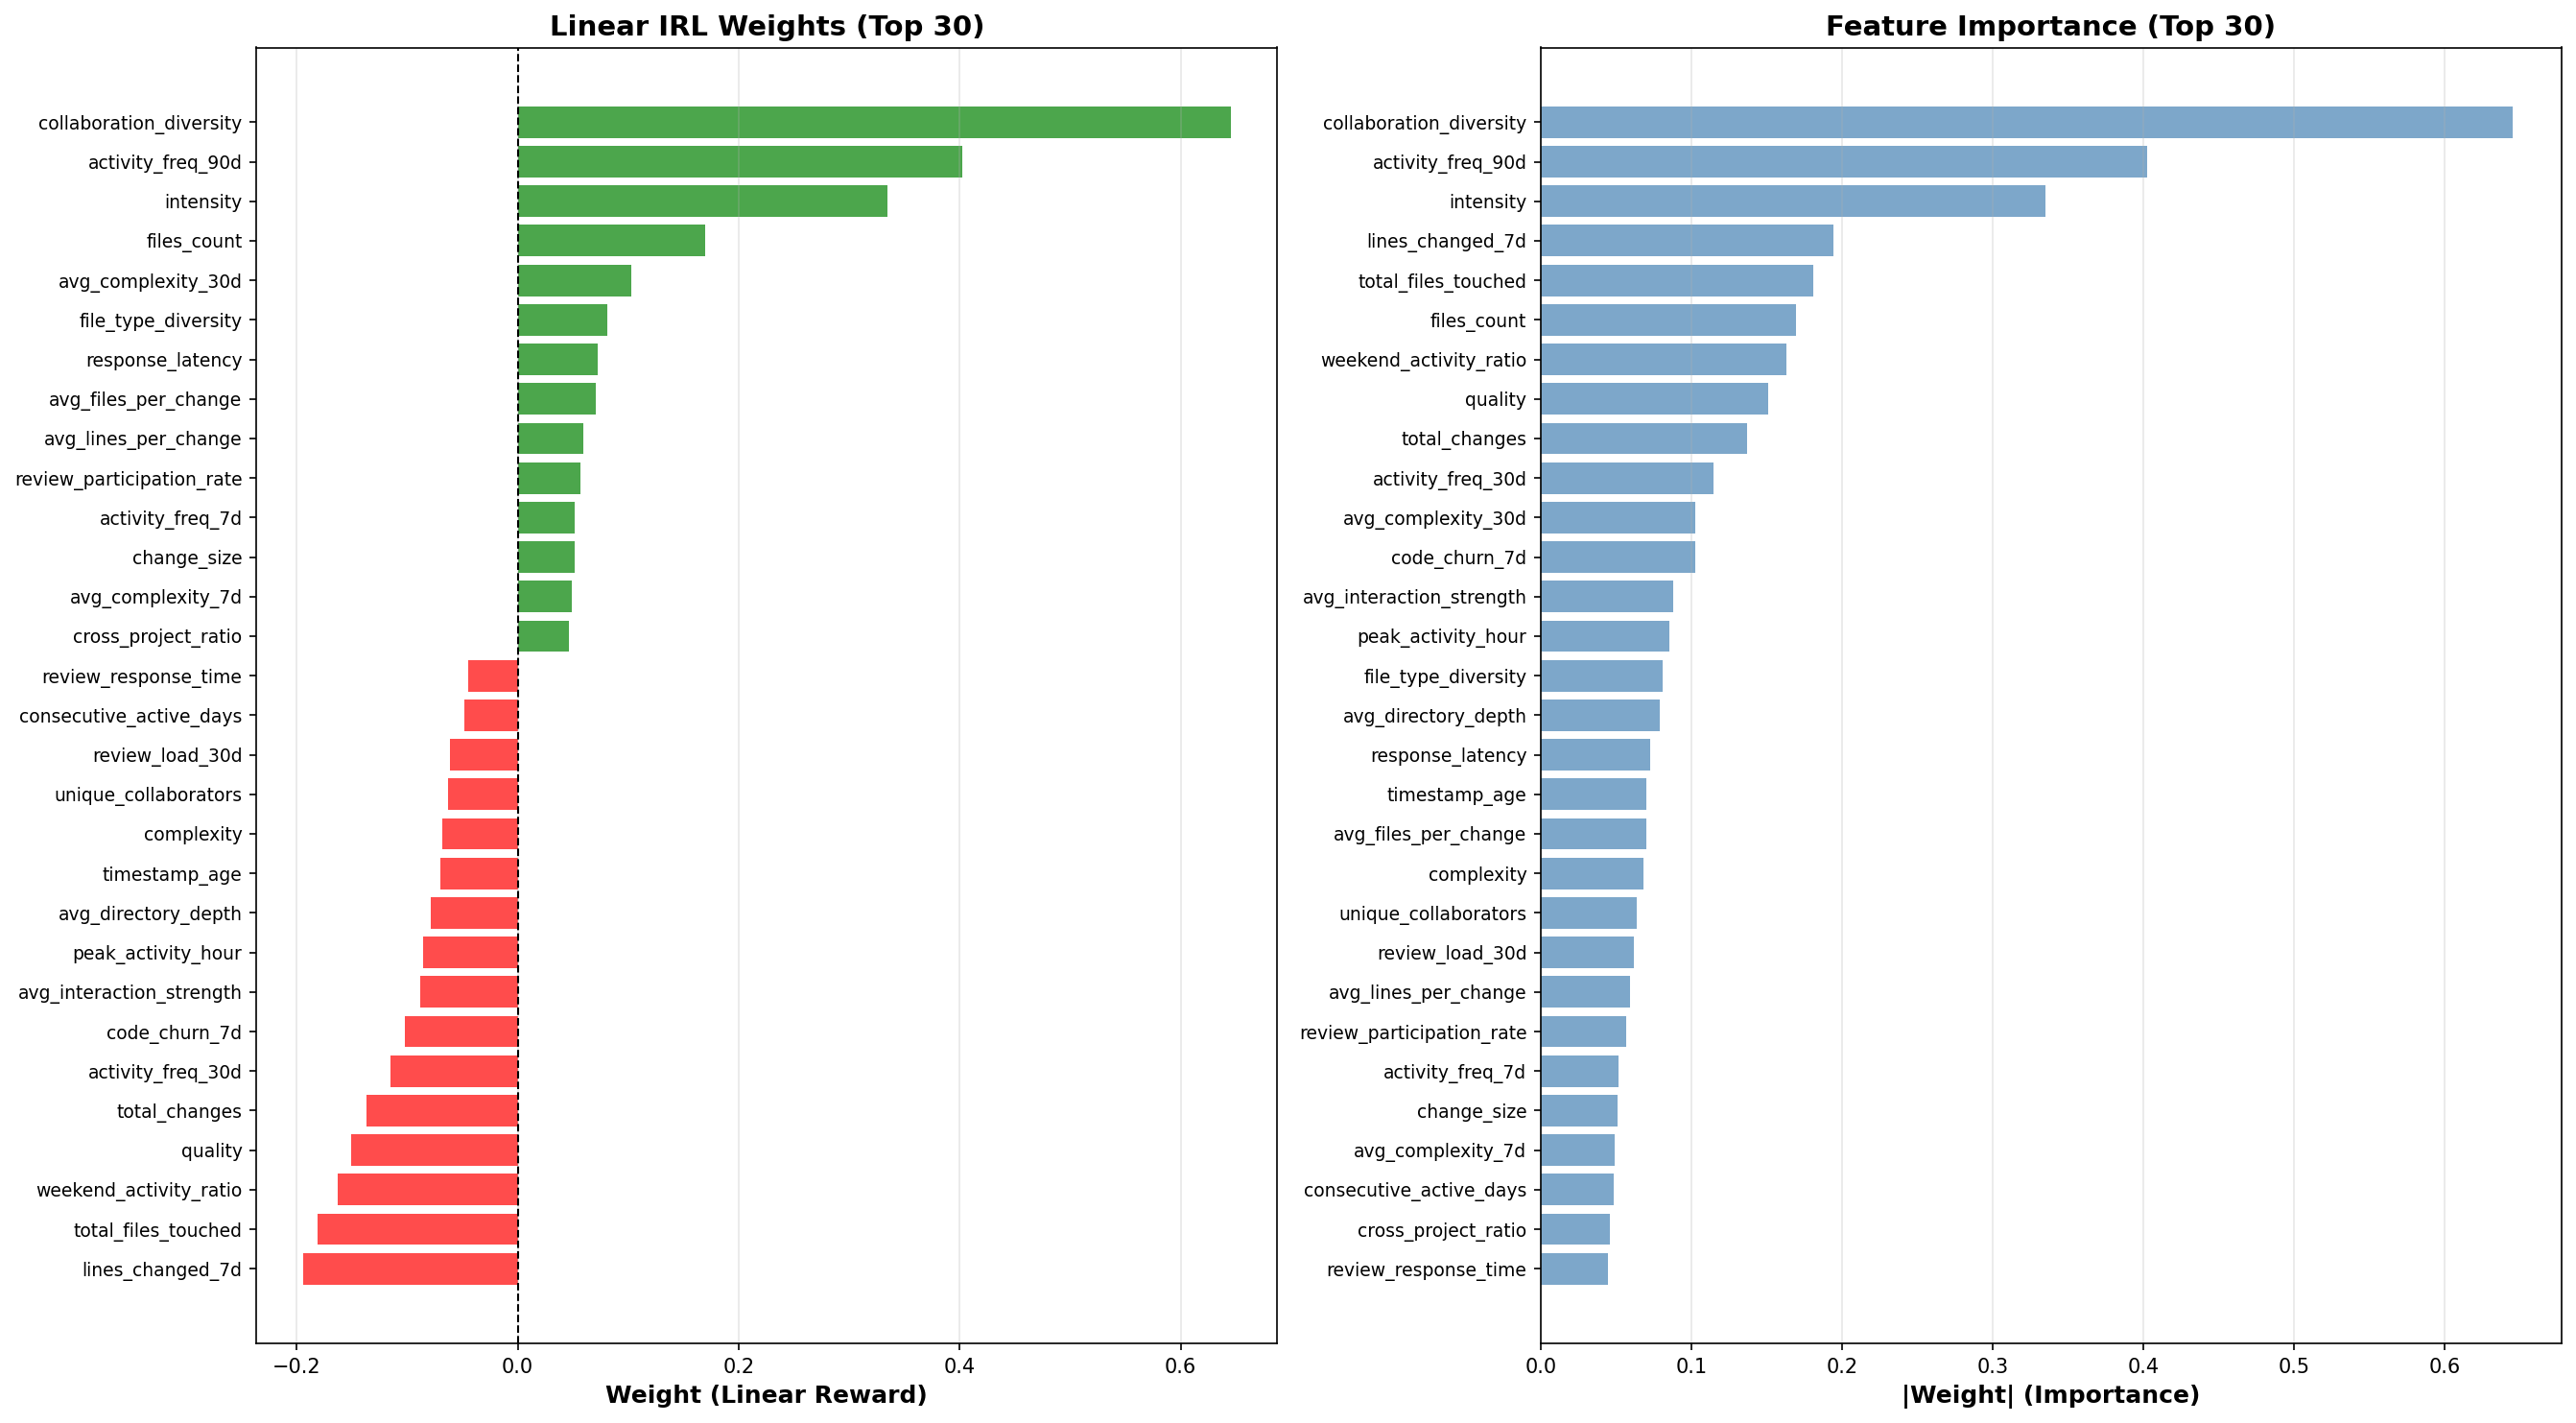 Linear IRL Weights (Top 30)
collaboration_diversity
activity_freq_90d
intensity
files_count
avg_complexity_30d
file_type_diversity
response_latency
avg_files_per_change
avg_lines_per_change
review_participation_rate
activity_freq_7d
change_size
avg_complexity_7d
cross_project_ratio
review_response_time
consecutive_active_days
review_load_30d
unique_collaborators
complexity
timestamp_age
avg_directory_depth
peak_activity_hour
avg_interaction_strength
code_churn_7d
activity_freq_30d
total_changes
quality
weekend_activity_ratio
total_files_touched
lines_changed_7d
−0.2 0.0 0.2 0.4 0.6
Weight (Linear Reward)
Feature Importance (Top 30)
collaboration_diversity
activity_freq_90d
intensity
lines_changed_7d
total_files_touched
files_count
weekend_activity_ratio
quality
total_changes
activity_freq_30d
avg_complexity_30d
code_churn_7d
avg_interaction_strength
peak_activity_hour
file_type_diversity
avg_directory_depth
response_latency
timestamp_age
avg_files_per_change
complexity
unique_collaborators
review_load_30d
avg_lines_per_change
review_participation_rate
activity_freq_7d
change_size
avg_complexity_7d
consecutive_active_days
cross_project_ratio
review_response_time
0.0 0.1 0.2 0.3 0.4 0.5 0.6
|Weight| (Importance)